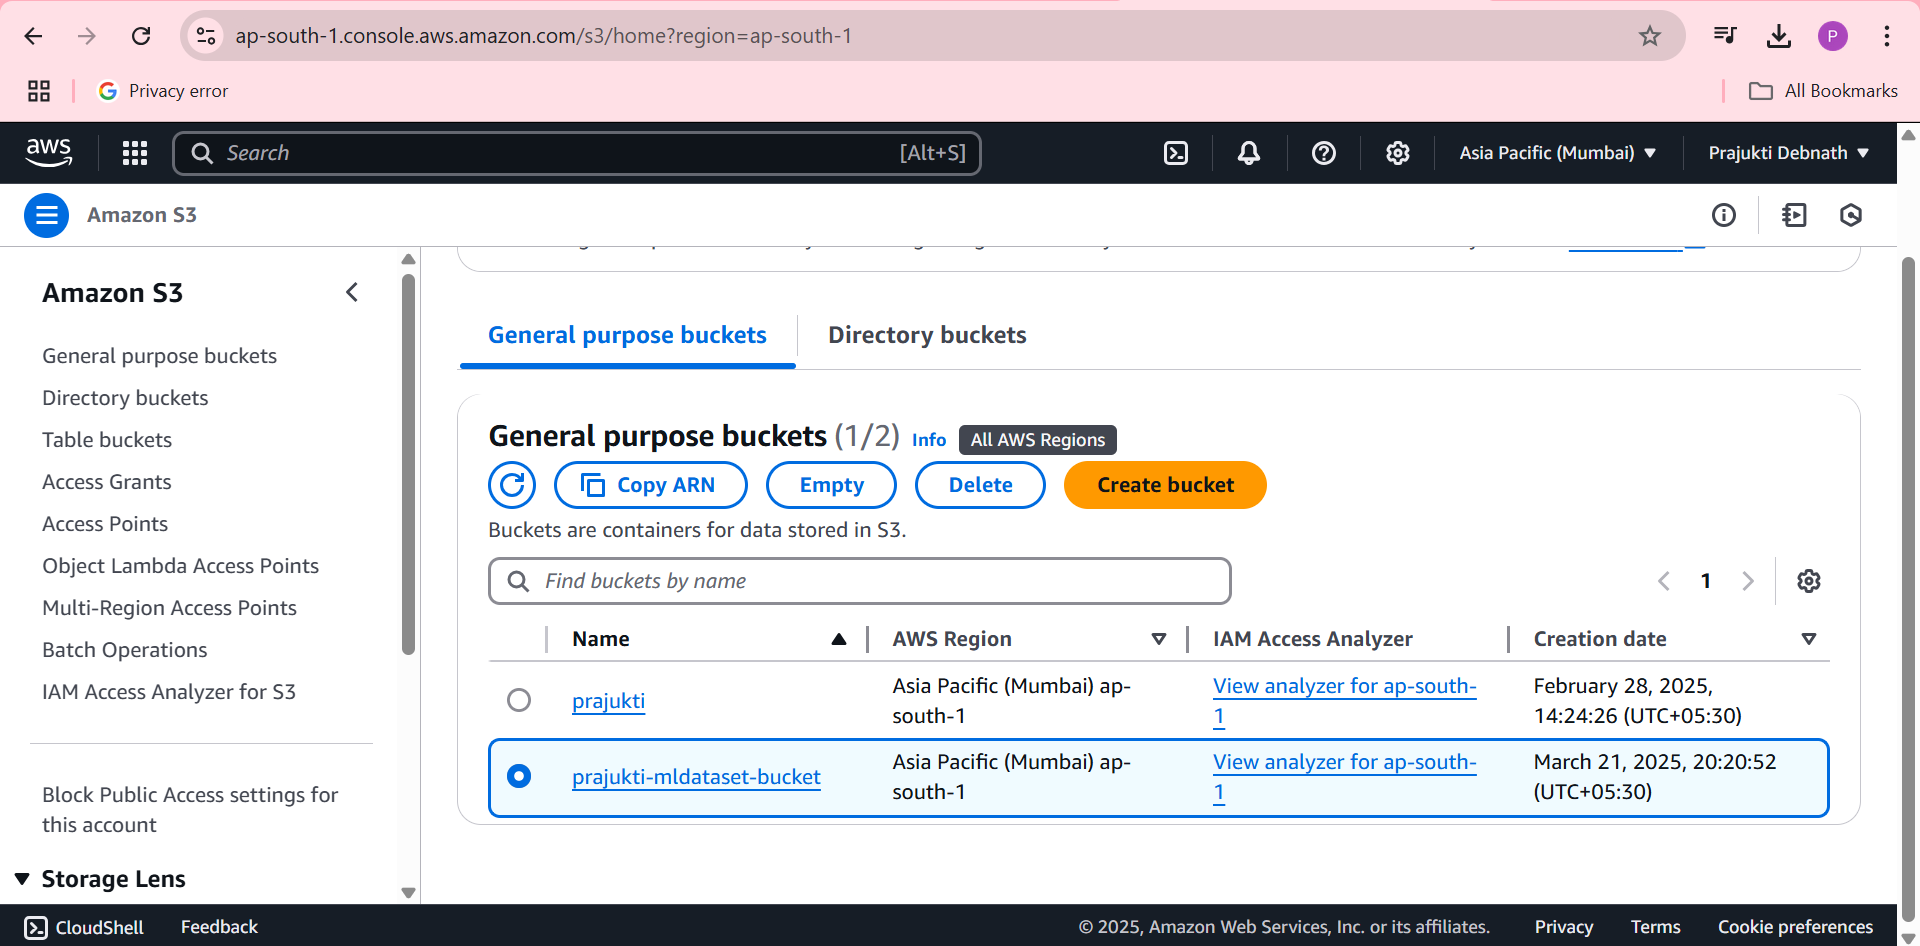 ap-south-1.console.aws.amazon.com/s3/home?region=ap-south-1
P
Privacy error
All Bookmarks
aws
Search
[Alt+S]
Asia Pacific (Mumbai)
Prajukti Debnath
Amazon S3
Amazon S3
General purpose buckets
Directory buckets
Table buckets
Access Grants
Access Points
Object Lambda Access Points
Multi-Region Access Points
Batch Operations
IAM Access Analyzer for S3
Block Public Access settings for
this account
Storage Lens
General purpose buckets
Directory buckets
General purpose buckets (1/2) Info All AWS Regions
Copy ARN
Empty
Delete
Create bucket
Buckets are containers for data stored in S3.
Find buckets by name
1
Name
AWS Region
IAM Access Analyzer
Creation date
prajukti
Asia Pacific (Mumbai) ap-
south-1
View analyzer for ap-south-
1
February 28, 2025,
14:24:26 (UTC+05:30)
prajukti-mldataset-bucket
Asia Pacific (Mumbai) ap-
south-1
View analyzer for ap-south-
1
March 21, 2025, 20:20:52
(UTC+05:30)
CloudShell
Feedback
© 2025, Amazon Web Services, Inc. or its affiliates.
Privacy
Terms
Cookie preferences